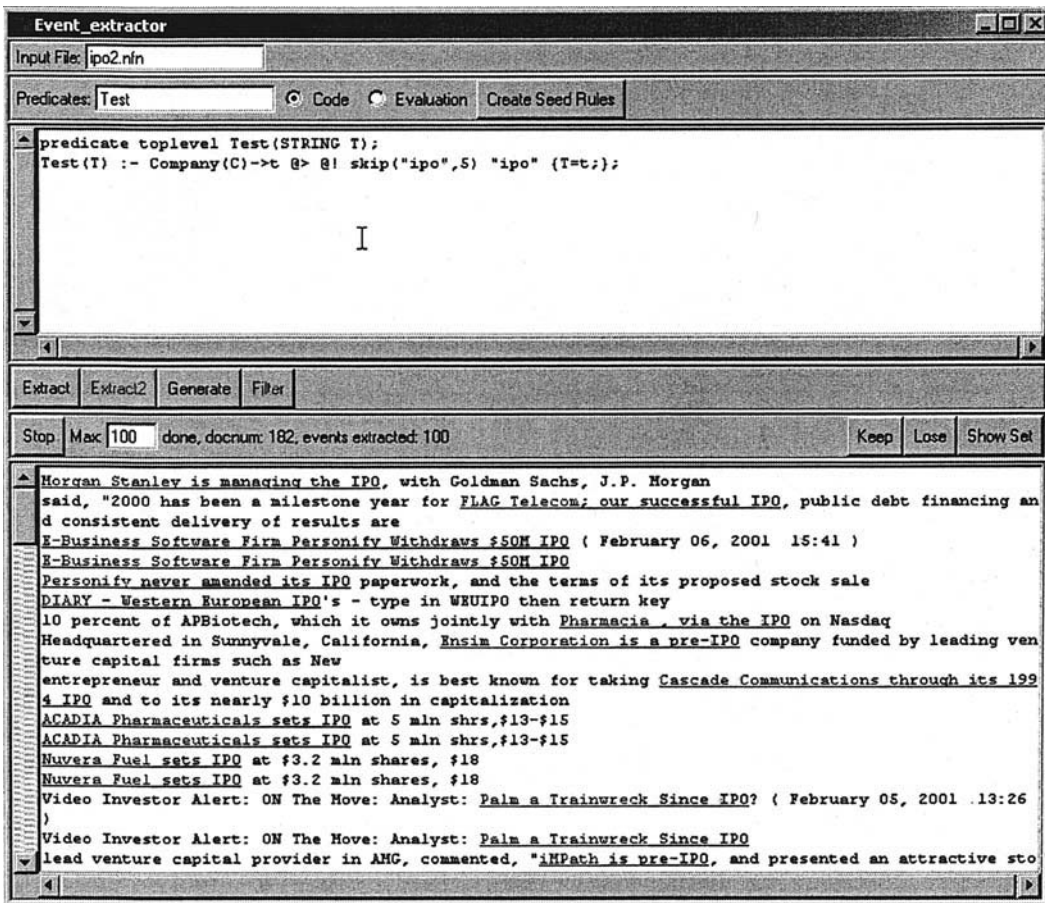 Event_extractor
Input File: ipo2.nfn
Predicates: Test Code Evaluation Create Seed Rules
predicate toplevel Test(STRING T);
Test(T) :- Company(C)->t @> @! skip("ipo",5) "ipo" {T=t;};
Extract Extract2 Generate Filter
Stop Max: 100 done, docnum: 182, events extracted: 100 Keep Lose Show Set
Morgan Stanley is managing the IPO, with Goldman Sachs, J.P. Morgan
said, "2000 has been a milestone year for FLAG Telecom; our successful IPO, public debt financing an
d consistent delivery of results are
E-Business Software Firm Personify Withdraws $50M IPO ( February 06, 2001 15:41 )
E-Business Software Firm Personify Withdraws $50M IPO
Personify never amended its IPO paperwork, and the terms of its proposed stock sale
DIARY - Western European IPO's - type in WEUIPO then return key
10 percent of APBiotech, which it owns jointly with Pharmacia , via the IPO on Nasdaq
Headquartered in Sunnyvale, California, Ensim Corporation is a pre-IPO company funded by leading ven
ture capital firms such as New
entrepreneur and venture capitalist, is best known for taking Cascade Communications through its 199
4 IPO and to its nearly $10 billion in capitalization
ACADIA Pharmaceuticals sets IPO at 5 mln shrs,$13-$15
ACADIA Pharmaceuticals sets IPO at 5 mln shrs,$13-$15
Nuvera Fuel sets IPO at $3.2 mln shares, $18
Nuvera Fuel sets IPO at $3.2 mln shares, $18
Video Investor Alert: ON The Move: Analyst: Palm a Trainwreck Since IPO? ( February 05, 2001 13:26
)
Video Investor Alert: ON The Move: Analyst: Palm a Trainwreck Since IPO
lead venture capital provider in AMG, commented, "iMPath is pre-IPO, and presented an attractive sto